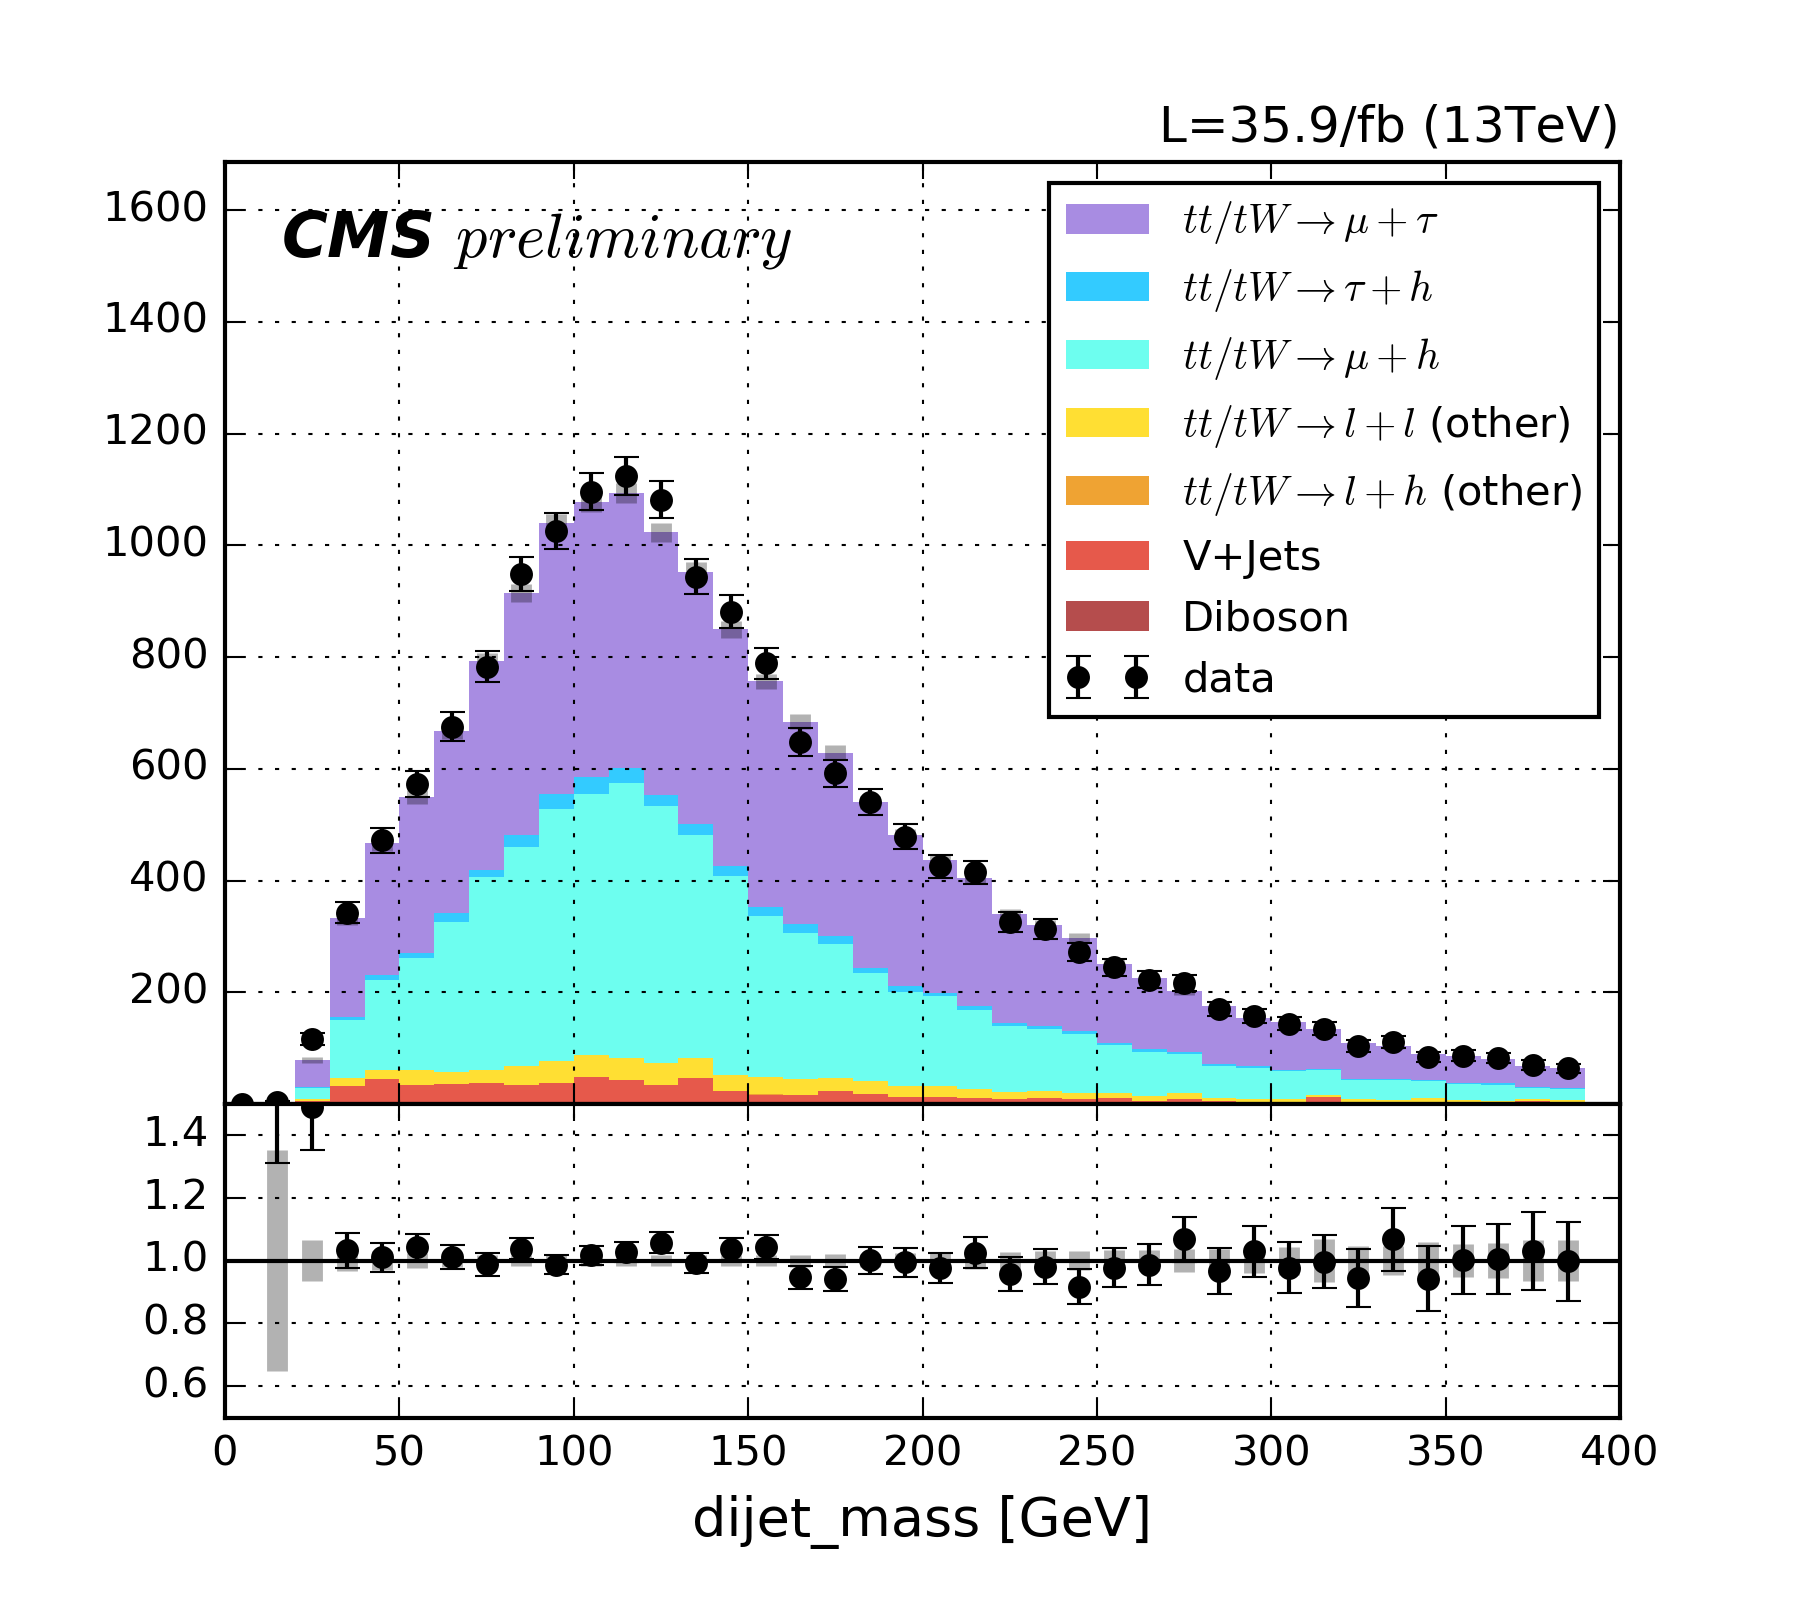 L=35.9/fb (13TeV)
CMS preliminary
1600
1400
1200
1000
800
600
400
200
tt/tW → μ + τ
tt/tW → τ + h
tt/tW → μ + h
tt/tW → l + l (other)
tt/tW → l + h (other)
V+Jets
Diboson
data
1.4
1.2
1.0
0.8
0.6
0 50 100 150 200 250 300 350 400
dijet_mass [GeV]